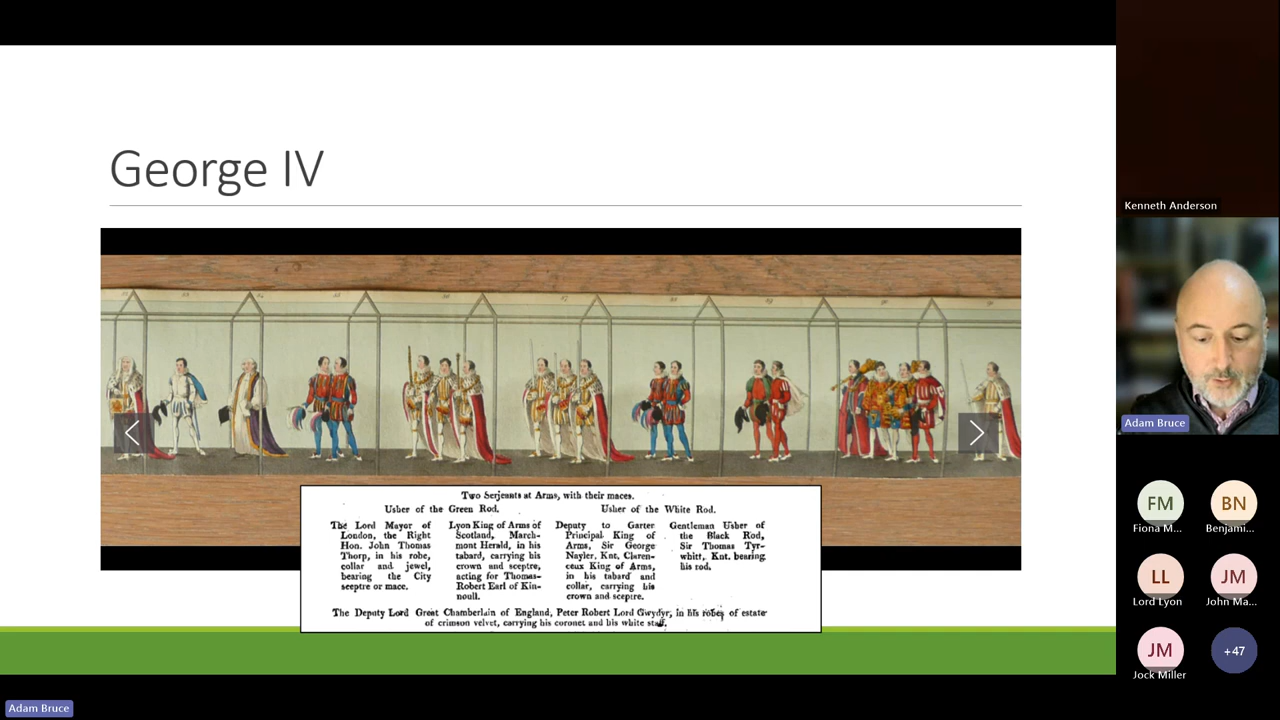 George IV
Two Serjeants at Arms, with their maces.
Usher of the Green Rod.
Usher of the White Rod.
The Lord Mayor of
London, the Right
Hon. John Thomas
Thorp, in his robe,
collar and jewel,
bearing the City
sceptre or mace.
Lyon King of Arms of
Scotland, March-
mont Herald, in his
tabard, carrying his
crown and sceptre,
acting for Thomas-
Robert Earl of Kin-
noull.
Deputy to Garter
Principal King of
Arms, Sir George
Nayler, Knt. Claren-
ceux King of Arms,
in his tabard and
collar, carrying his
crown and sceptre.
Gentleman Usher of
the Black Rod,
Sir Thomas Tyr-
whitt, Knt. bearing
his rod.
The Deputy Lord Great Chamberlain of England, Peter Robert Lord Gwydyr, in his robes of estate
of crimson velvet, carrying his coronet and his white staff.
Kenneth Anderson
Adam Bruce
FM
Fiona M...
BN
Benjami...
LL
Lord Lyon
JM
John Ma...
JM
Jock Miller
+47
Adam Bruce